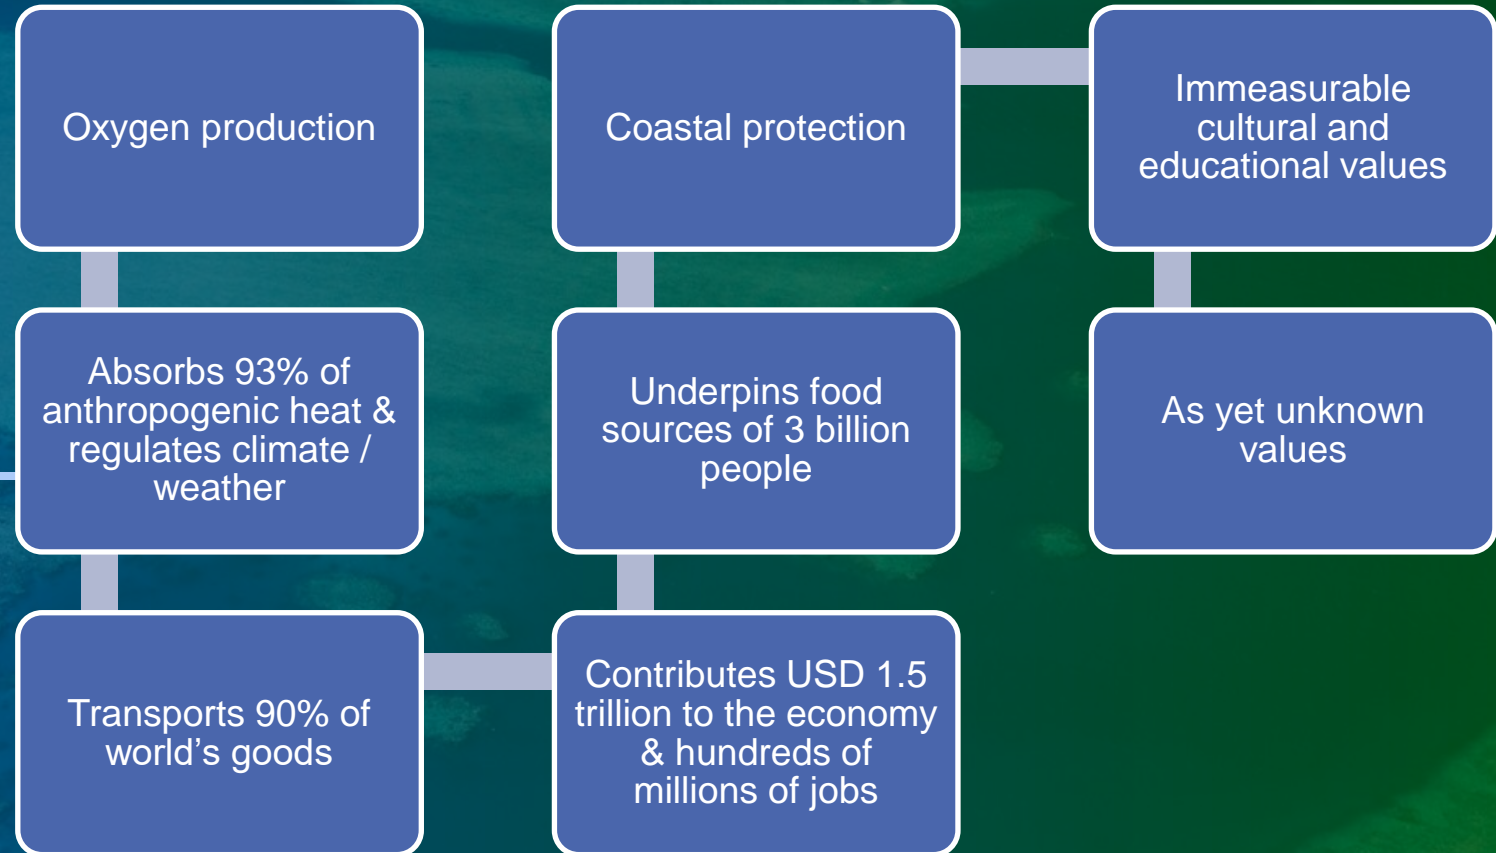 Oxygen production
Absorbs 93% of
anthropogenic heat &
regulates climate /
weather
Transports 90% of
world’s goods
Contributes USD 1.5
trillion to the economy
& hundreds of
millions of jobs
Underpins food
sources of 3 billion
people
Coastal protection
Immeasurable
cultural and
educational values
As yet unknown
values